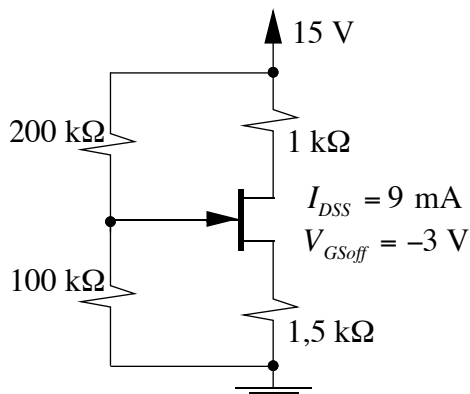 15 V
200 kΩ
1 kΩ
I_DSS = 9 mA
V_GSoff = −3 V
100 kΩ
1,5 kΩ